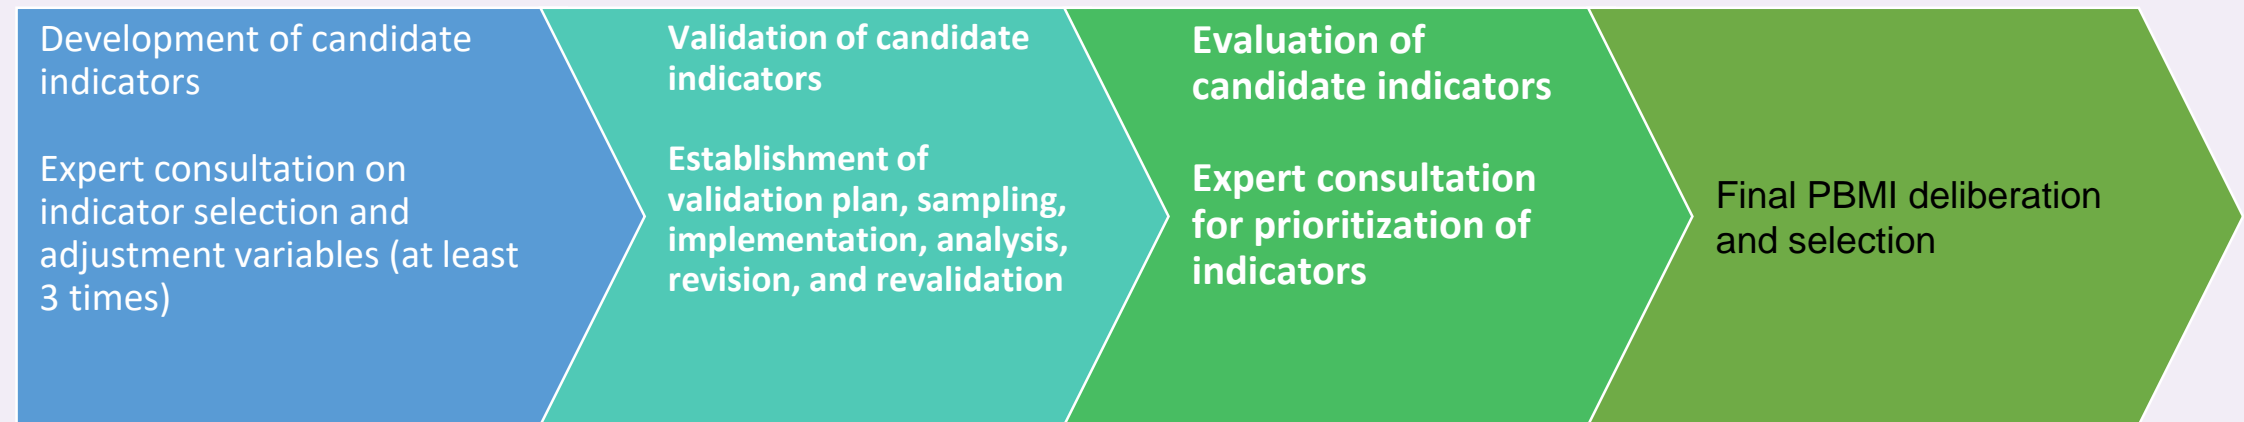 Development of candidate
indicators
Expert consultation on
indicator selection and
adjustment variables (at least
3 times)
Validation of candidate
indicators
Establishment of
validation plan, sampling,
implementation, analysis,
revision, and revalidation
Evaluation of
candidate indicators
Expert consultation
for prioritization of
indicators
Final PBMI deliberation
and selection